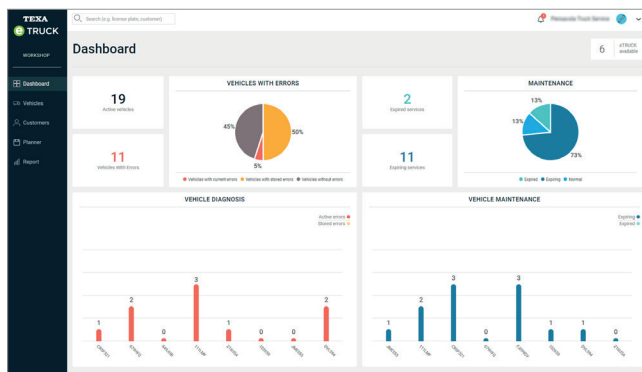 TEXA
e TRUCK
WORKSHOP
Dashboard
Vehicles
Customers
Planner
Report
Search (e.g. license plate, customer)
Dashboard
6
eTRUCK
available
19
Active vehicles
11
Vehicles With Errors
VEHICLES WITH ERRORS
45%
50%
5%
Vehicles with current errors
Vehicles with stored errors
Vehicles without errors
2
Expired services
11
Expiring services
MAINTENANCE
13%
13%
73%
Expired
Expiring
Normal
VEHICLE DIAGNOSIS
Active errors
Stored errors
1
2
0
3
1
0
0
2
VEHICLE MAINTENANCE
Expiring
Expired
1
2
3
0
3
1
1
0